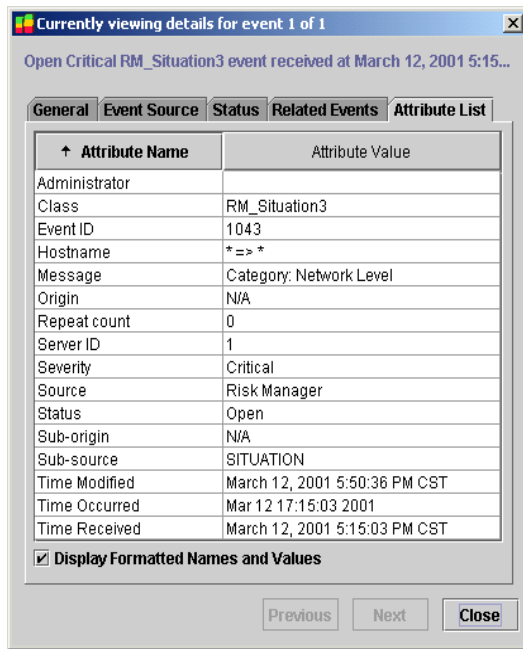 Currently viewing details for event 1 of 1
Open Critical RM_Situation3 event received at March 12, 2001 5:15...
General Event Source Status Related Events Attribute List
↑ Attribute Name Attribute Value
Administrator
Class RM_Situation3
Event ID 1043
Hostname * => *
Message Category: Network Level
Origin N/A
Repeat count 0
Server ID 1
Severity Critical
Source Risk Manager
Status Open
Sub-origin N/A
Sub-source SITUATION
Time Modified March 12, 2001 5:50:36 PM CST
Time Occurred Mar 12 17:15:03 2001
Time Received March 12, 2001 5:15:03 PM CST
Display Formatted Names and Values
Previous Next Close